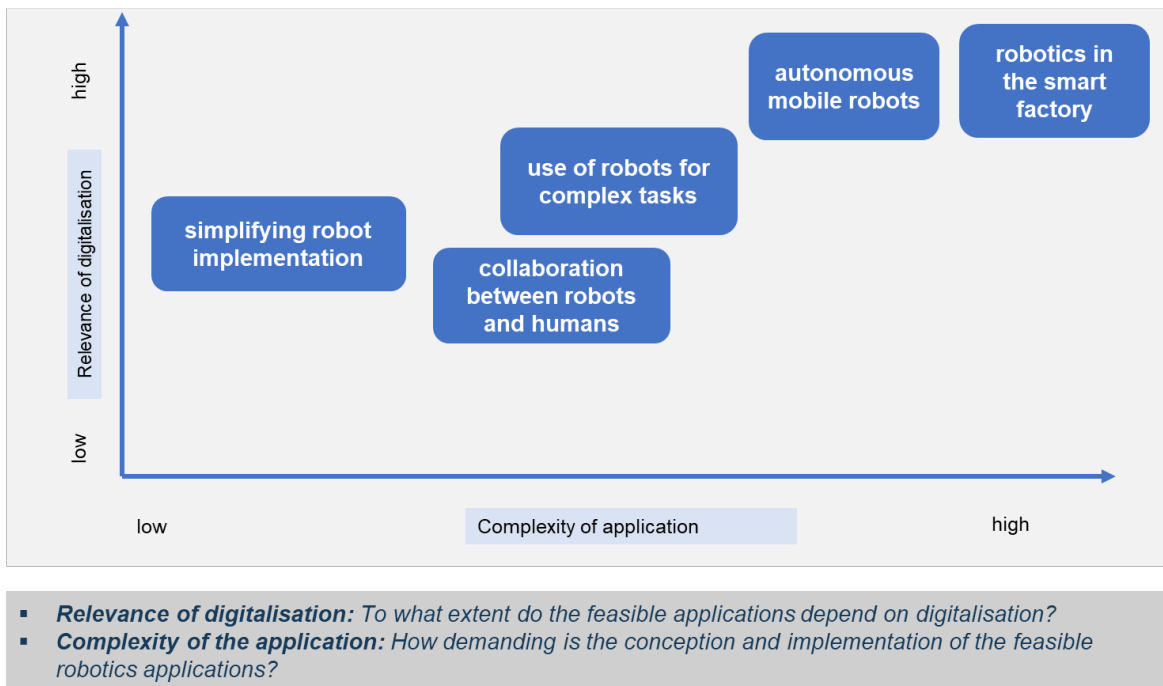 high
Relevance of digitalisation
low
autonomous
mobile robots
robotics in
the smart
factory
use of robots for
complex tasks
simplifying robot
implementation
collaboration
between robots
and humans
low
Complexity of application
high
▪ Relevance of digitalisation: To what extent do the feasible applications depend on digitalisation?
▪ Complexity of the application: How demanding is the conception and implementation of the feasible
robotics applications?